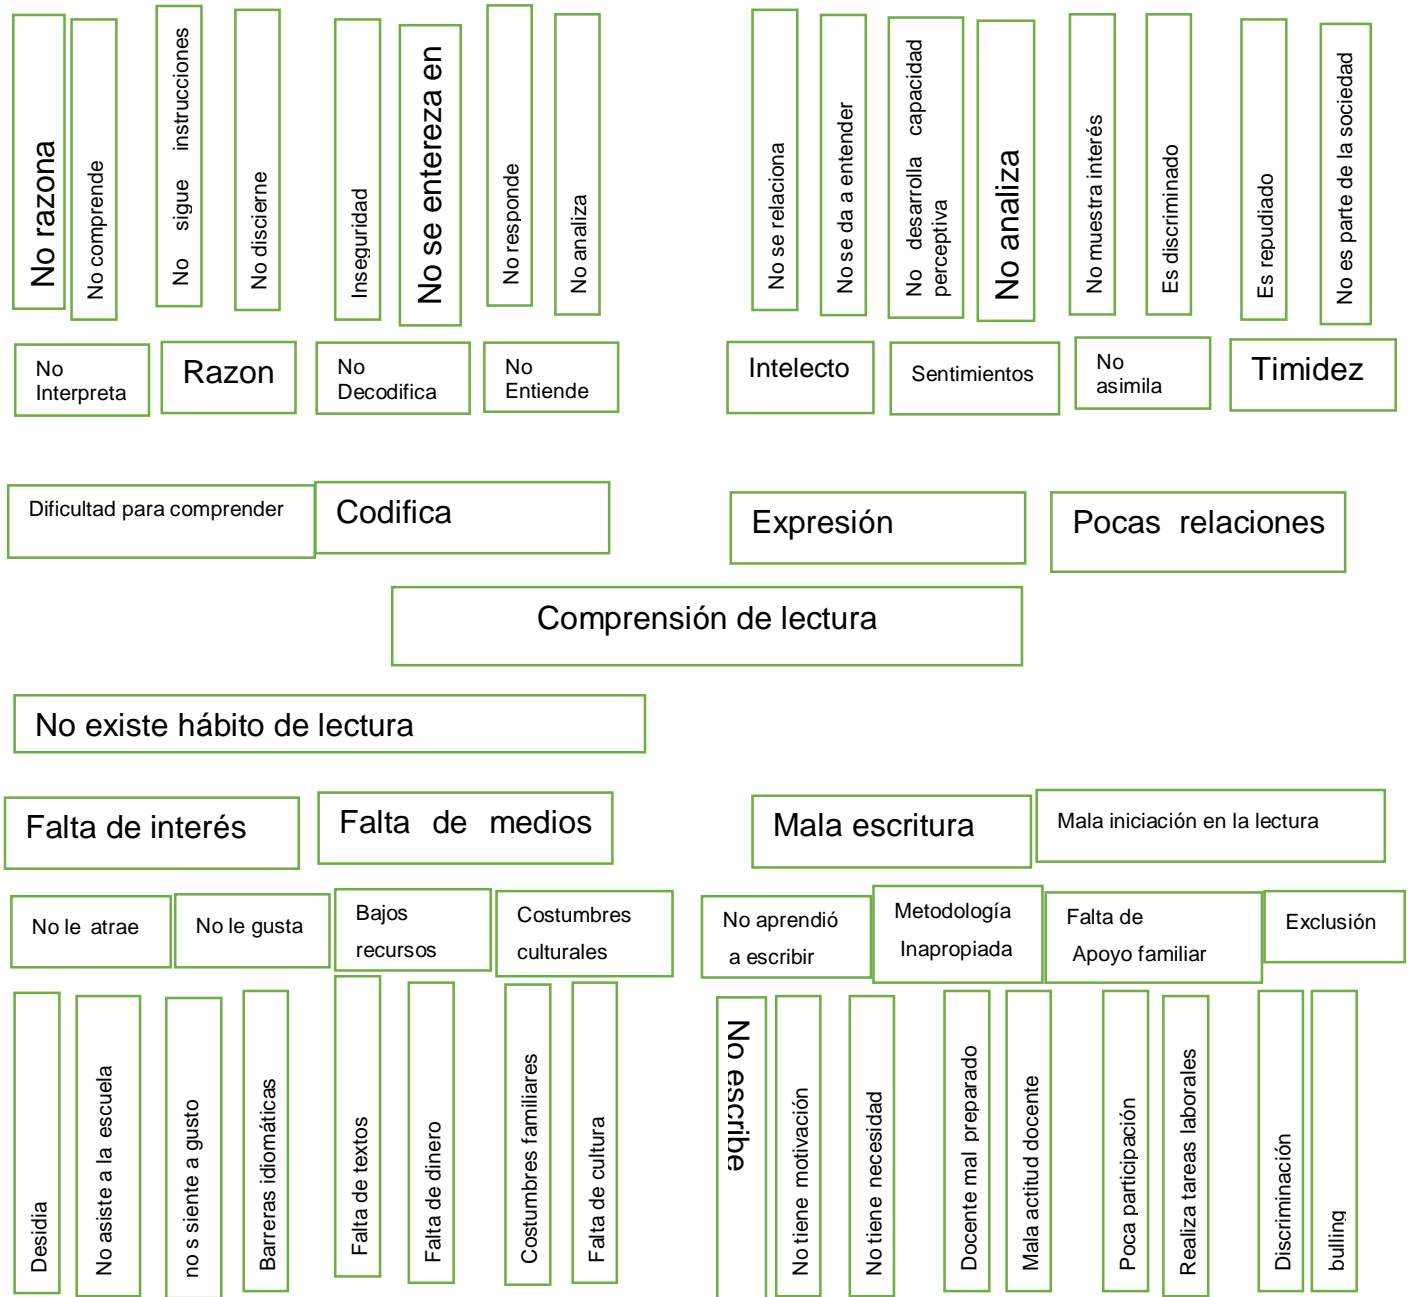 No razona
No comprende
No sigue instrucciones
No discierne
Inseguridad
No se entereza en
No responde
No analiza
No se relaciona
No se da a entender
No desarrolla capacidad
perceptiva
No analiza
No muestra interés
Es discriminado
Es repudiado
No es parte de la sociedad
No
Interpreta
Razon
No
Decodifica
No
Entiende
Intelecto
Sentimientos
No
asimila
Timidez
Dificultad para comprender
Codifica
Expresión
Pocas relaciones
Comprensión de lectura
No existe hábito de lectura
Falta de interés
Falta de medios
Mala escritura
Mala iniciación en la lectura
No le atrae
No le gusta
Bajos
recursos
Costumbres
culturales
No aprendió
a escribir
Metodología
Inapropiada
Falta de
Apoyo familiar
Exclusión
Desidia
No asiste a la escuela
no s siente a gusto
Barreras idiomáticas
Falta de textos
Falta de dinero
Costumbres familiares
Falta de cultura
No escribe
No tiene motivación
No tiene necesidad
Docente mal preparado
Mala actitud docente
Poca participación
Realiza tareas laborales
Discriminación
bulling